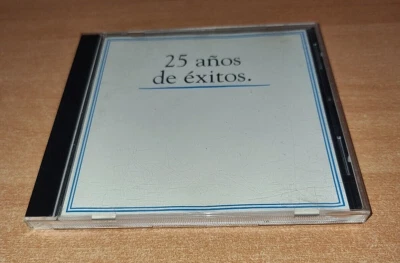 25 años
de éxitos.